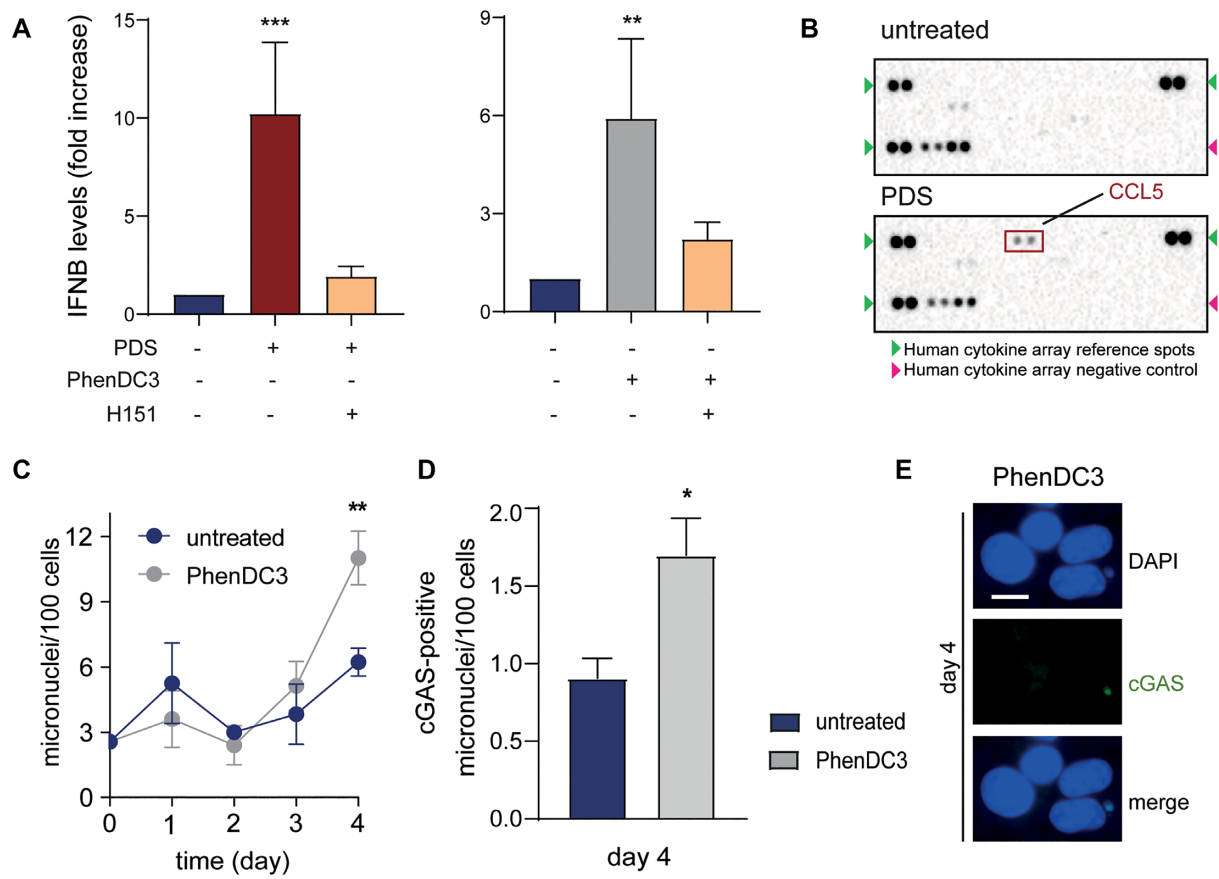 A
IFNB levels (fold increase)
15
10
5
0
***
9
6
3
0
**
PDS - + + - - -
PhenDC3 - - - - + +
H151 - - + - - +
B
untreated
PDS
CCL5
Human cytokine array reference spots
Human cytokine array negative control
C
micronuclei/100 cells
12
9
6
3
0
untreated
PhenDC3
**
0 1 2 3 4
time (day)
D
cGAS-positive
micronuclei/100 cells
2.0
1.5
1.0
0.5
0.0
*
day 4
untreated
PhenDC3
E
PhenDC3
day 4
DAPI
cGAS
merge